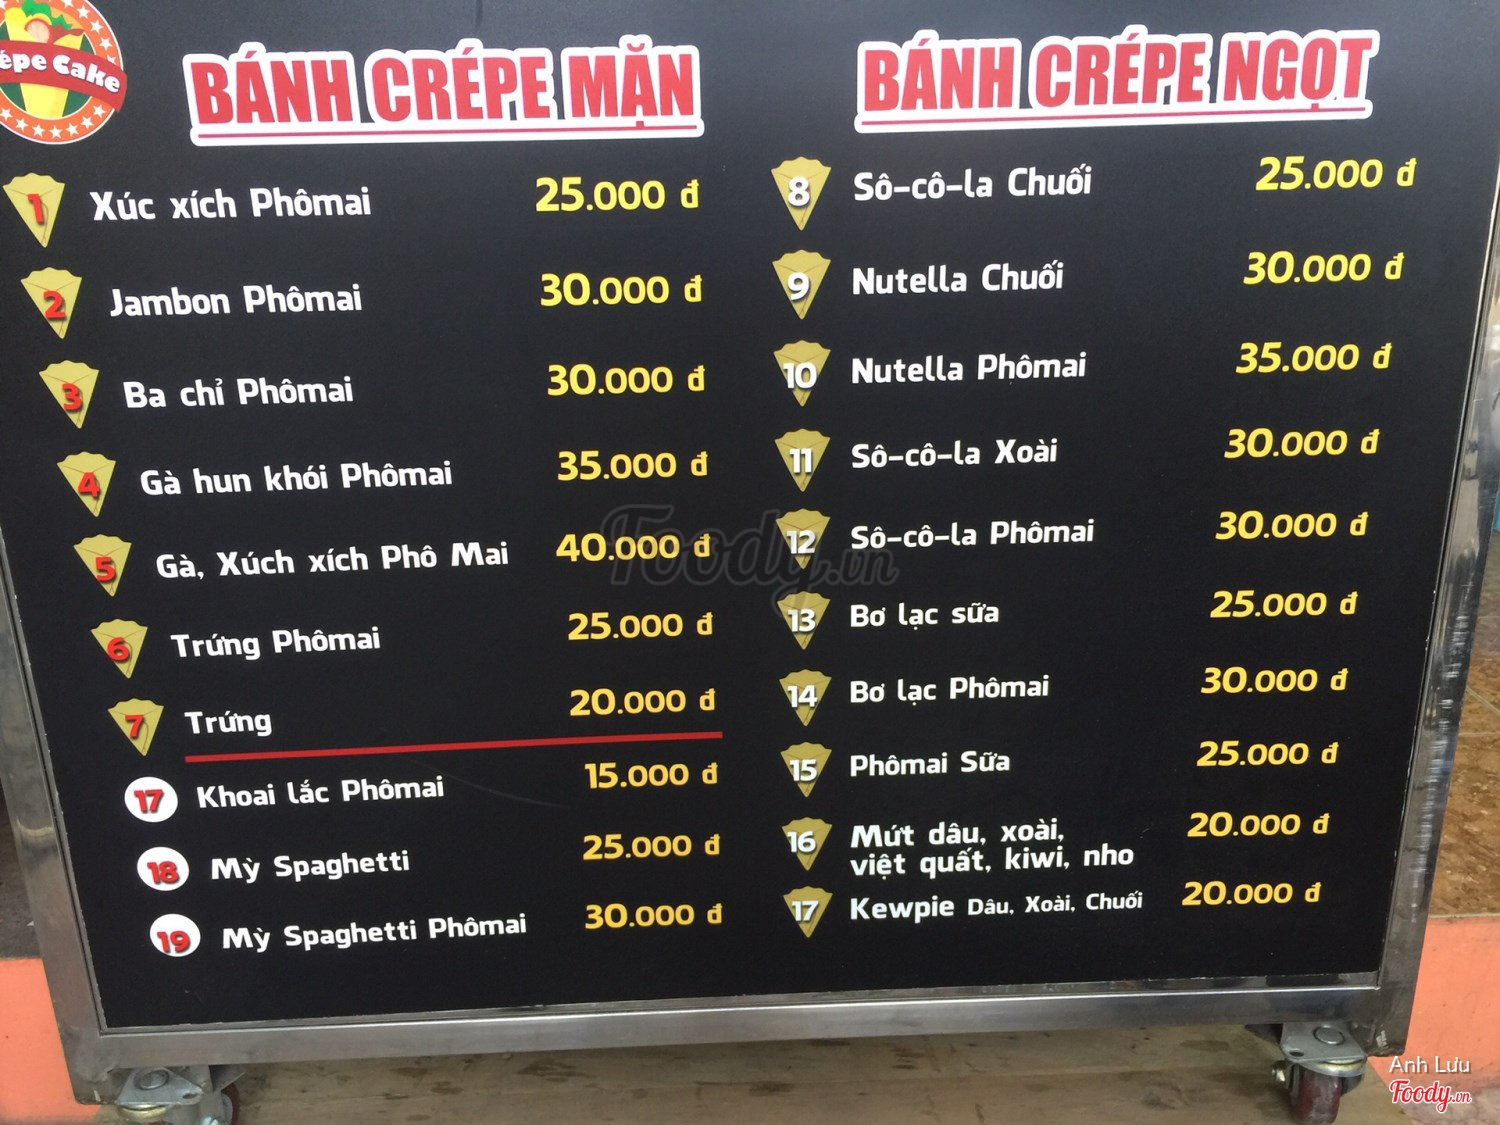 Crêpe Cake
BÁNH CRÉPE MẶN
1 Xúc xích Phômai 25.000 đ
2 Jambon Phômai 30.000 đ
3 Ba chỉ Phômai 30.000 đ
4 Gà hun khói Phômai 35.000 đ
5 Gà, Xúch xích Phô Mai 40.000 đ
6 Trứng Phômai 25.000 đ
7 Trứng 20.000 đ
17 Khoai lắc Phômai 15.000 đ
18 Mỳ Spaghetti 25.000 đ
19 Mỳ Spaghetti Phômai 30.000 đ
BÁNH CRÉPE NGỌT
8 Sô-cô-la Chuối 25.000 đ
9 Nutella Chuối 30.000 đ
10 Nutella Phômai 35.000 đ
11 Sô-cô-la Xoài 30.000 đ
12 Sô-cô-la Phômai 30.000 đ
13 Bơ lạc sữa 25.000 đ
14 Bơ lạc Phômai 30.000 đ
15 Phômai Sữa 25.000 đ
16 Mứt dâu, xoài, 20.000 đ
việt quất, kiwi, nho
17 Kewpie Dâu, Xoài, Chuối 20.000 đ
Foody.vn
Anh Lưu
Foody.vn